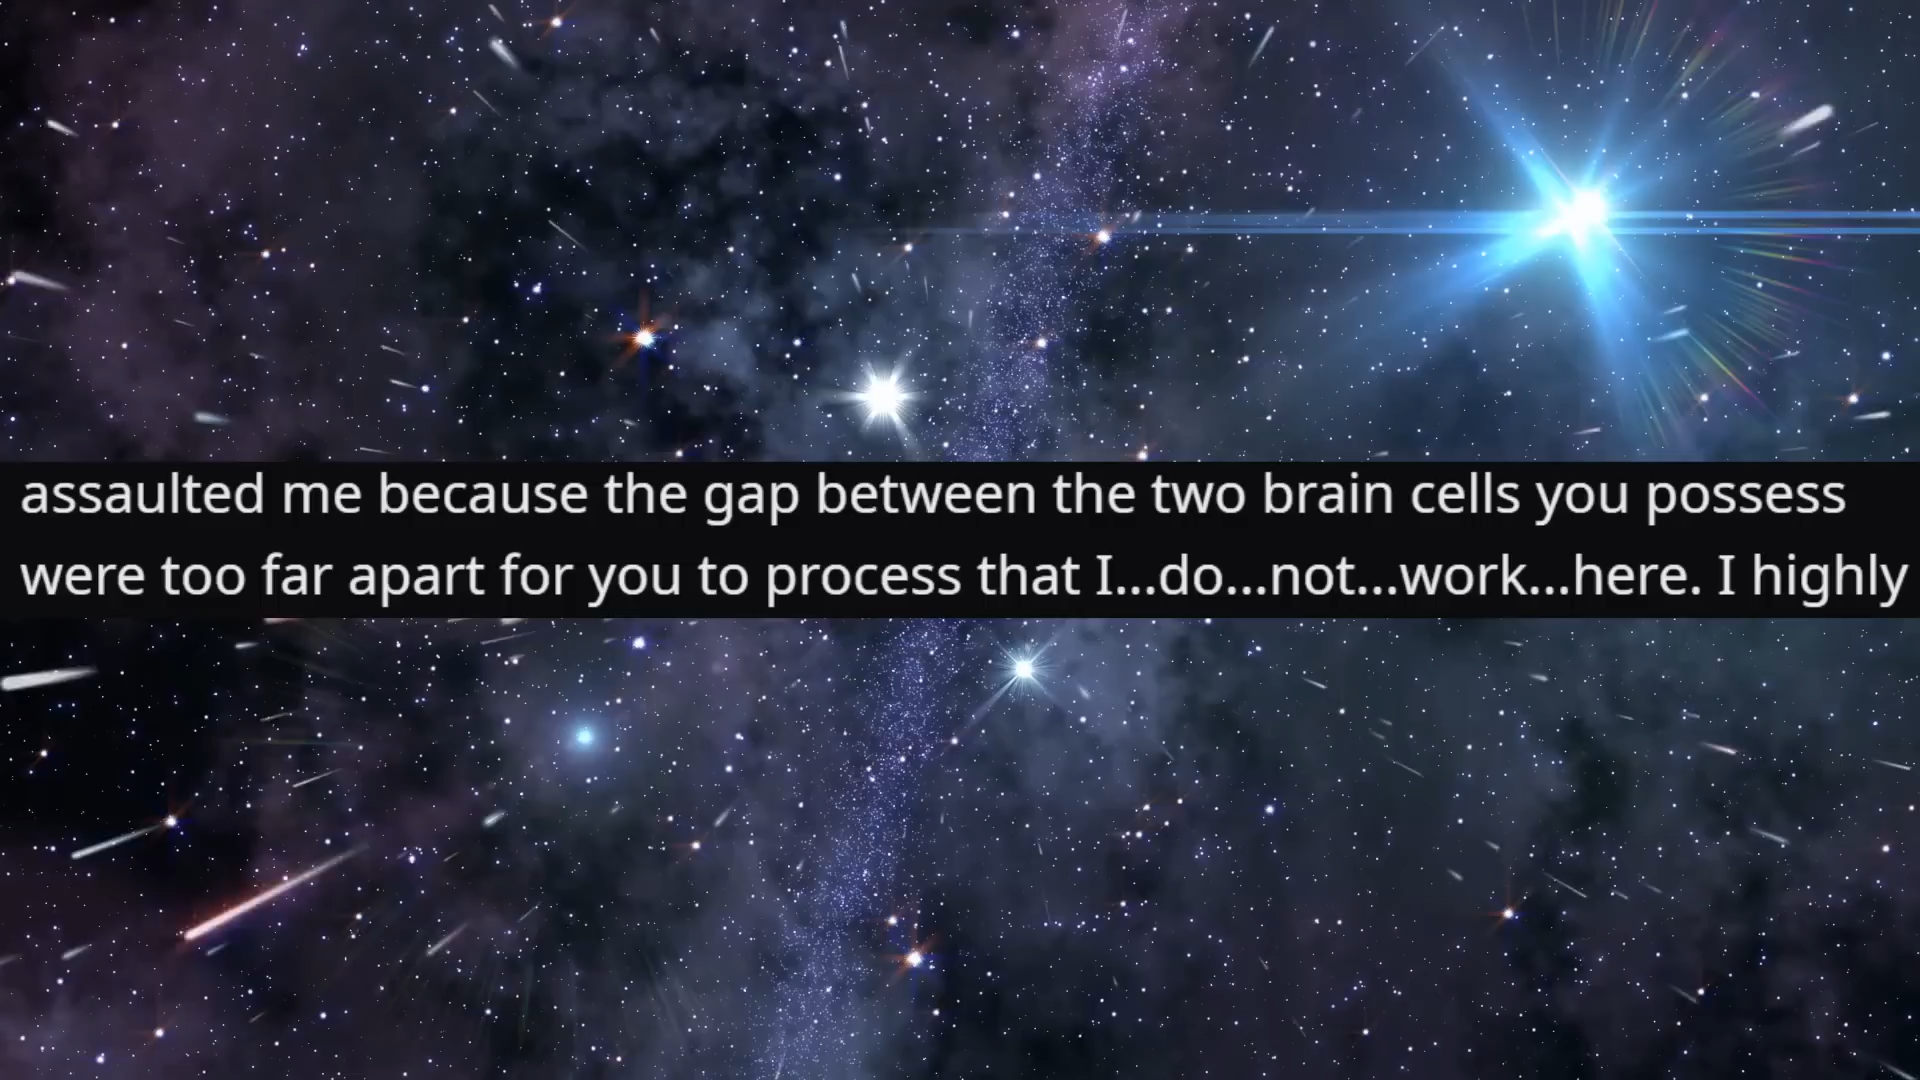 assaulted me because the gap between the two brain cells you possess
were too far apart for you to process that I...do...not...work...here. I highly